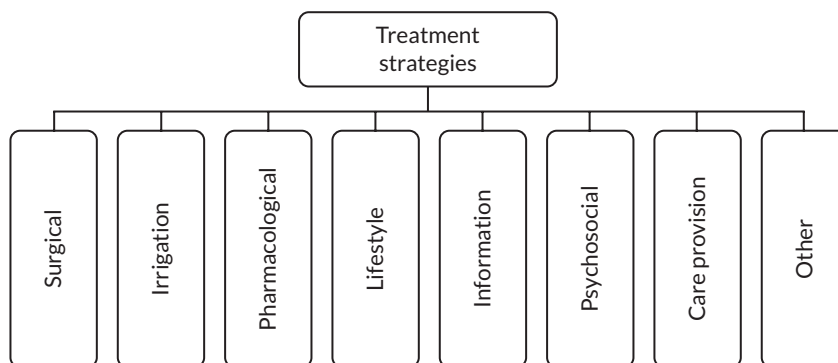 Treatment
strategies
Surgical
Irrigation
Pharmacological
Lifestyle
Information
Psychosocial
Care provision
Other